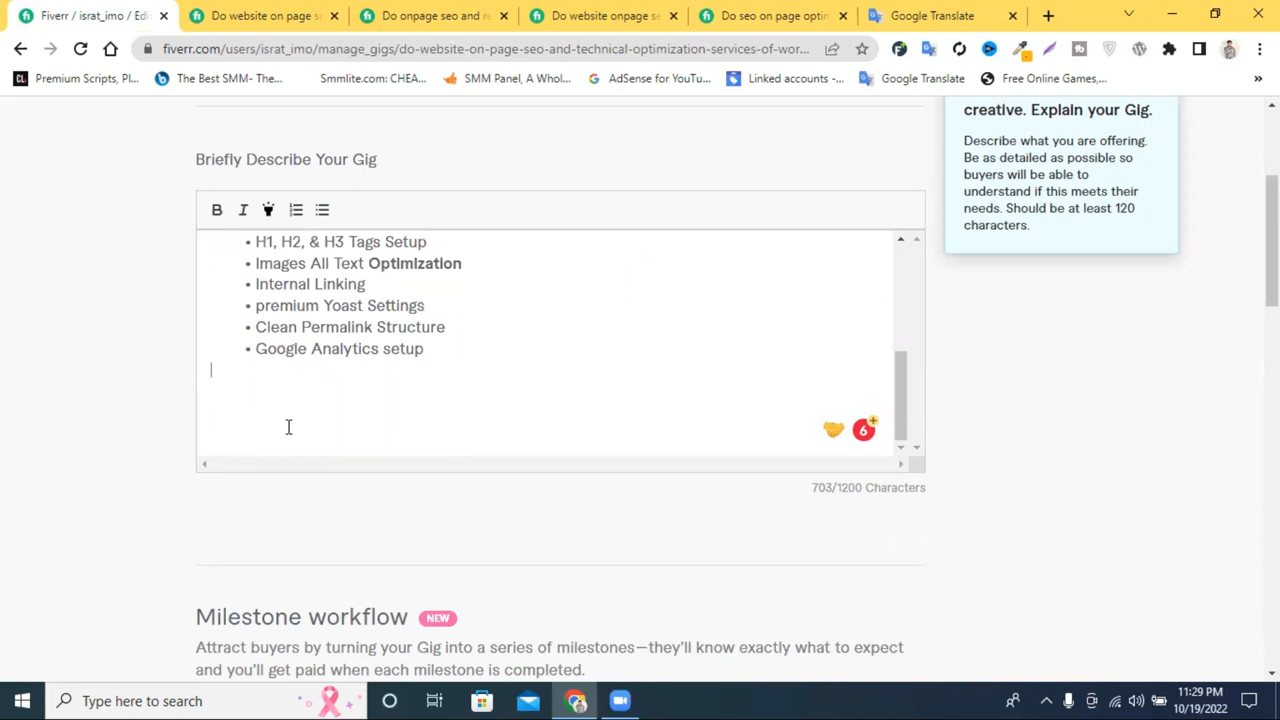 Fiverr / israt_imo / Edi
Do website on page s
Do onpage seo and r
Do website onpage se
Do seo on page optim
Google Translate
fiverr.com/users/israt_imo/manage_gigs/do-website-on-page-seo-and-technical-optimization-services-of-wor...
Premium Scripts, Pl...
The Best SMM- The...
Smmlite.com: CHEA...
SMM Panel, A Whol...
AdSense for YouTu...
Linked accounts -...
Google Translate
Free Online Games,...
creative. Explain your Gig.
Describe what you are offering.
Be as detailed as possible so
buyers will be able to
understand if this meets their
needs. Should be at least 120
characters.
Briefly Describe Your Gig
B I
• H1, H2, & H3 Tags Setup
• Images All Text Optimization
• Internal Linking
• premium Yoast Settings
• Clean Permalink Structure
• Google Analytics setup
6
703/1200 Characters
Milestone workflow NEW
Attract buyers by turning your Gig into a series of milestones—they'll know exactly what to expect
and you'll get paid when each milestone is completed.
Type here to search
11:29 PM
10/19/2022